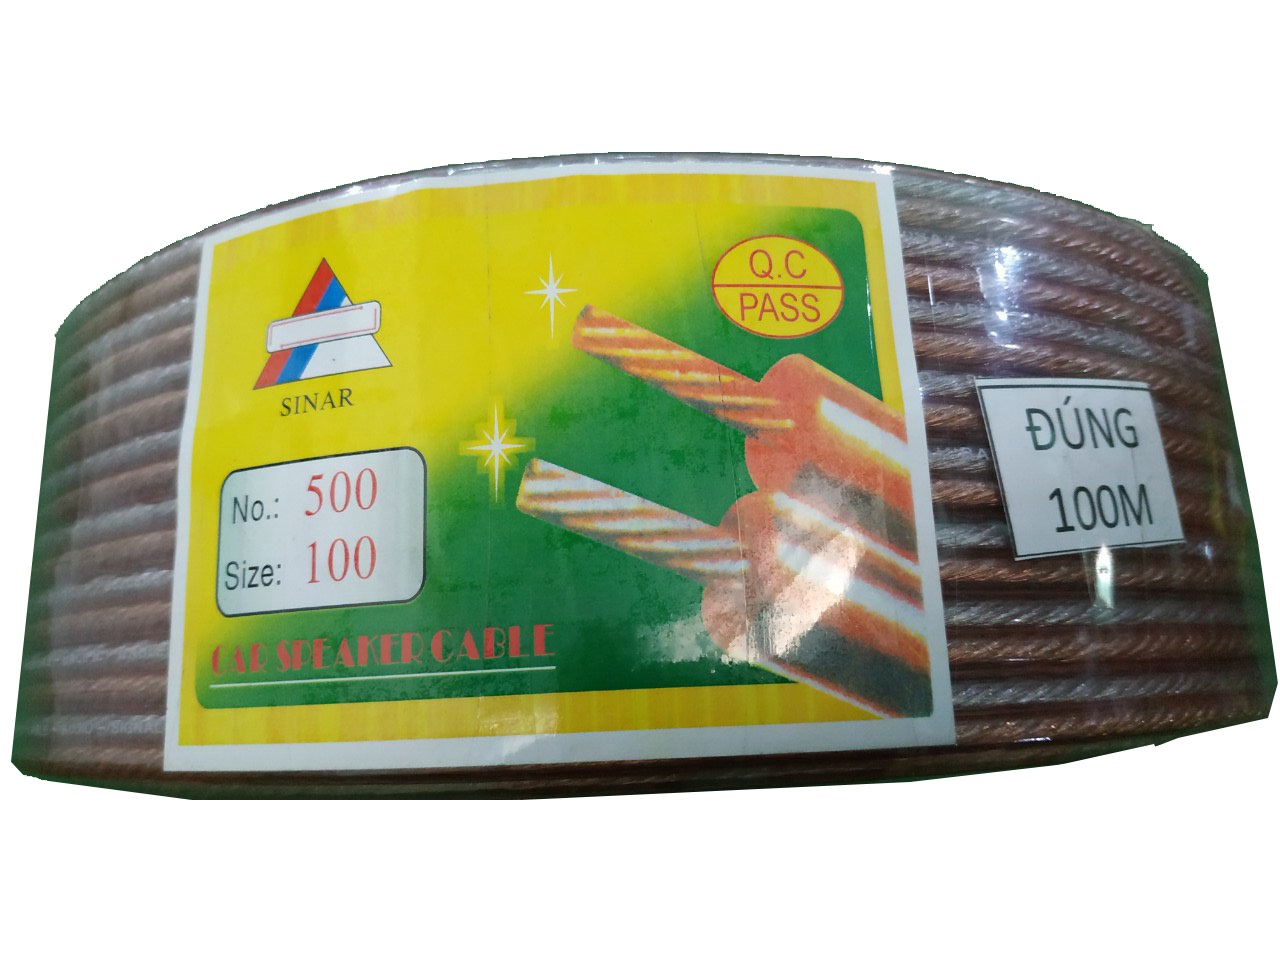 SINAR
No.: 500
Size: 100
CAR SPEAKER CABLE
Q.C
PASS
ĐÚNG
100M